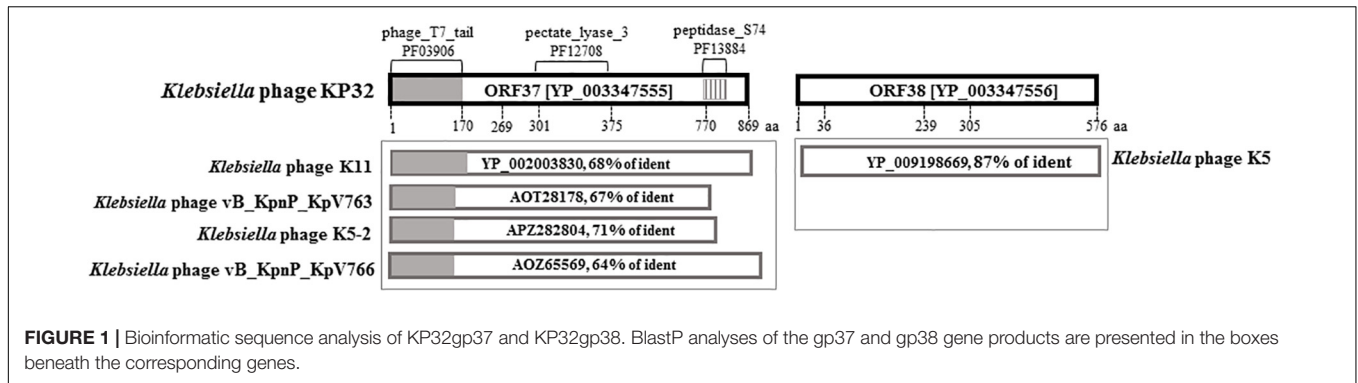 phage_T7_tail pectate_lyase_3 peptidase_S74
PF03906 PF12708 PF13884
Klebsiella phage KP32 ORF37 [YP_003347555] ORF38 [YP_003347556]
1 170 269 301 375 770 869 aa 1 36 239 305 576 aa
Klebsiella phage K11 YP_002003830, 68% of ident YP_009198669, 87% of ident Klebsiella phage K5
Klebsiella phage vB_KpnP_KpV763 AOT28178, 67% of ident
Klebsiella phage K5-2 APZ282804, 71% of ident
Klebsiella phage vB_KpnP_KpV766 AOZ65569, 64% of ident
FIGURE 1 | Bioinformatic sequence analysis of KP32gp37 and KP32gp38. BlastP analyses of the gp37 and gp38 gene products are presented in the boxes
beneath the corresponding genes.